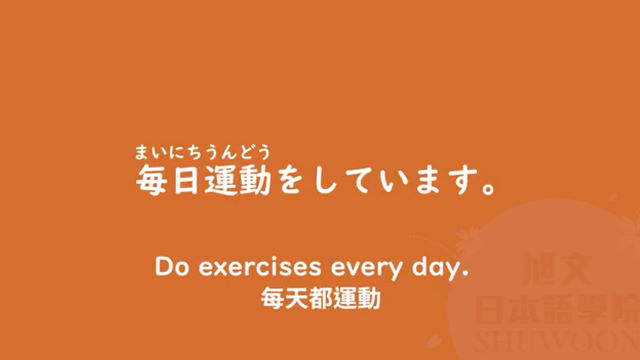 まいにちうんどう
毎日運動をしています。
Do exercises every day.
每天都運動
旭文
日本語學院
SHUWOON